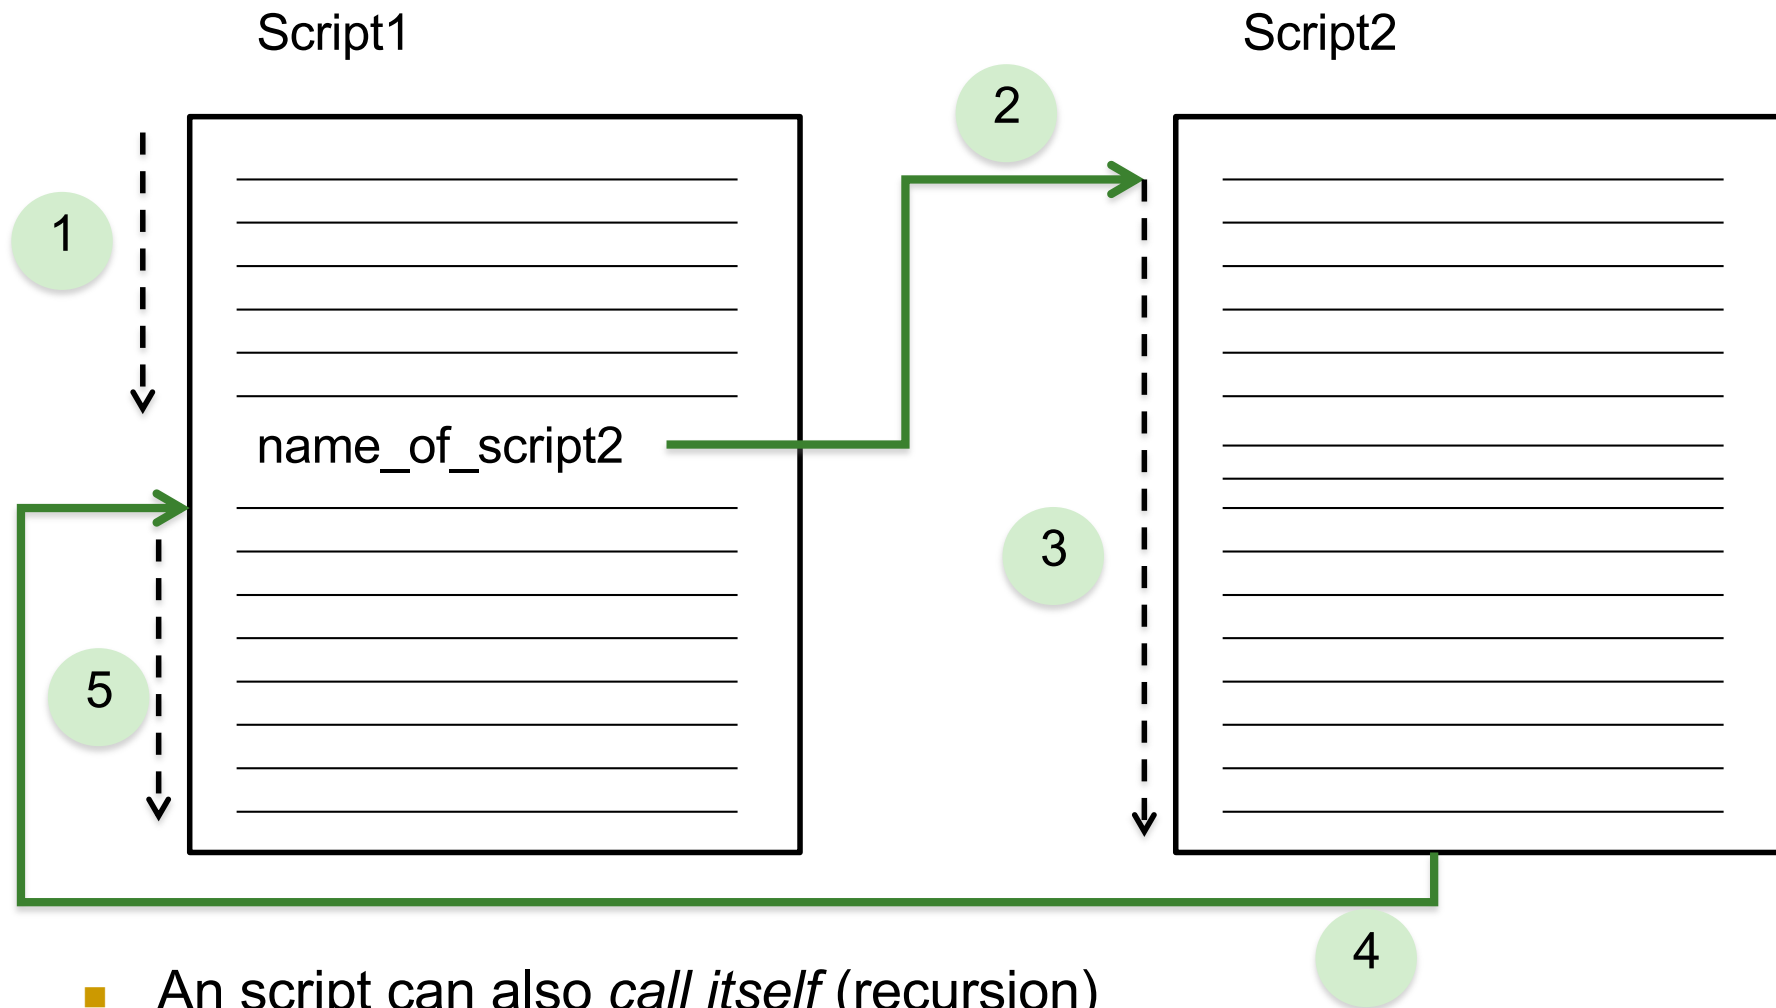 Script1
Script2
1
2
name_of_script2
3
5
4
An script can also call itself (recursion)